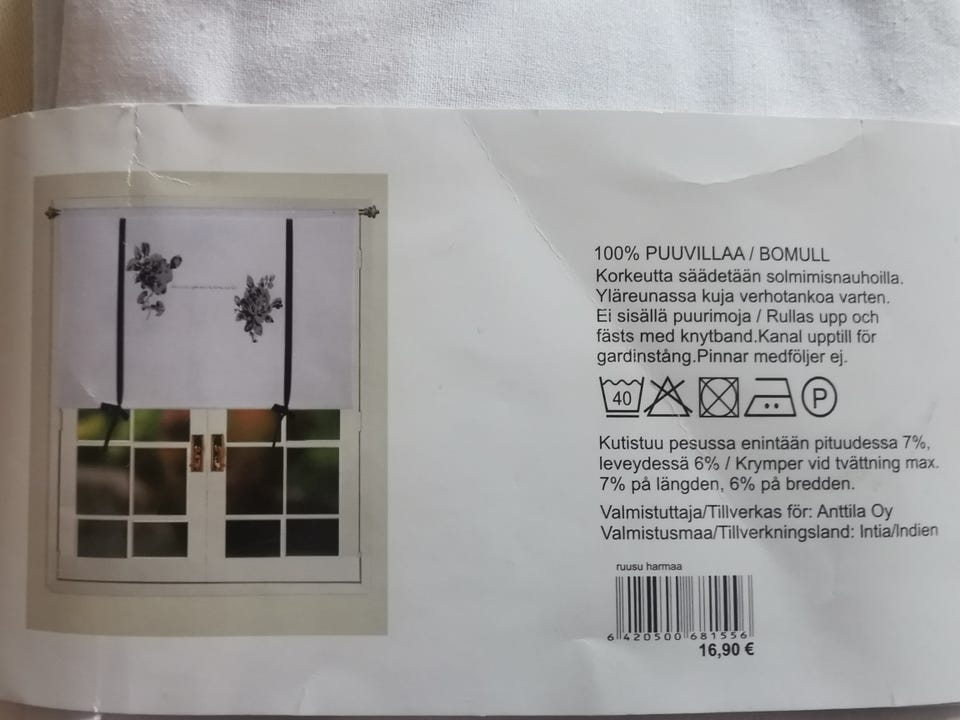 100% PUUVILLAA / BOMULL
Korkeutta säädetään solmimisnauhoilla.
Yläreunassa kuja verhotankoa varten.
Ei sisällä puurimoja / Rullas upp och
fästs med knytband.Kanal upptill för
gardinstång.Pinnar medföljer ej.
40 P
Kutistuu pesussa enintään pituudessa 7%,
leveydessä 6% / Krymper vid tvättning max.
7% på längden, 6% på bredden.
Valmistuttaja/Tillverkas för: Anttila Oy
Valmistusmaa/Tillverkningsland: Intia/Indien
ruusu harmaa
6 420500 681556
16,90 €